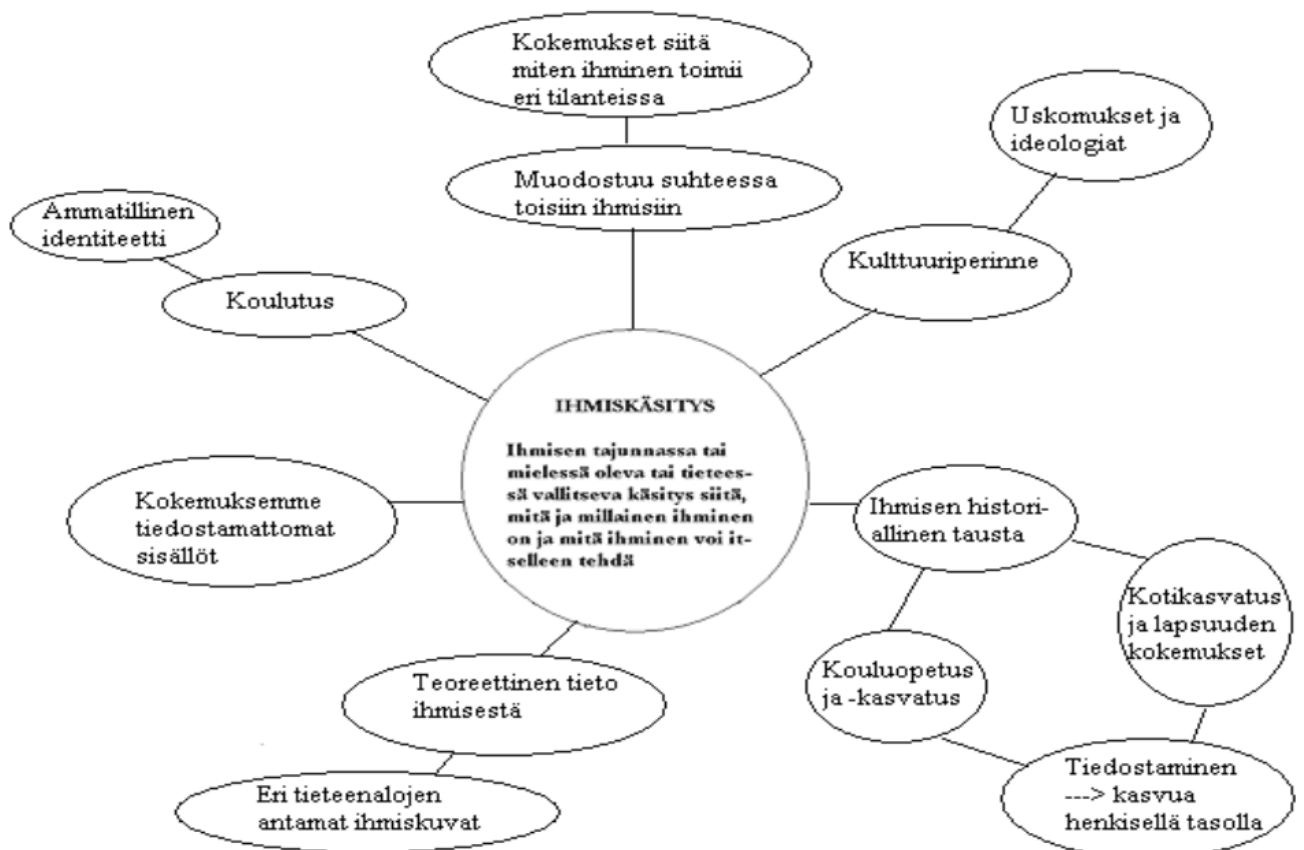 Kokemukset siitä
miten ihminen toimii
eri tilanteissa
Uskomukset ja
ideologiat
Muodostuu suhteessa
toisiin ihmisiin
Ammatillinen
identiteetti
Kulttuuriperinne
Koulutus
IHMISKÄSITYS
Ihmisen tajunnassa tai
mielessä oleva tai tietees-
sä vallitseva käsitys siitä,
mitä ja millainen ihminen
on ja mitä ihminen voi it-
selleen tehdä
Kokemuksemme
tiedostamattomat
sisällöt
Ihmisen histori-
allinen tausta
Kotikasvatus
ja lapsuuden
kokemukset
Kouluopetus
ja -kasvatus
Teoreettinen tieto
ihmisestä
Tiedostaminen
---> kasvua
henkisellä tasolla
Eri tieteenalojen
antamat ihmiskuvat